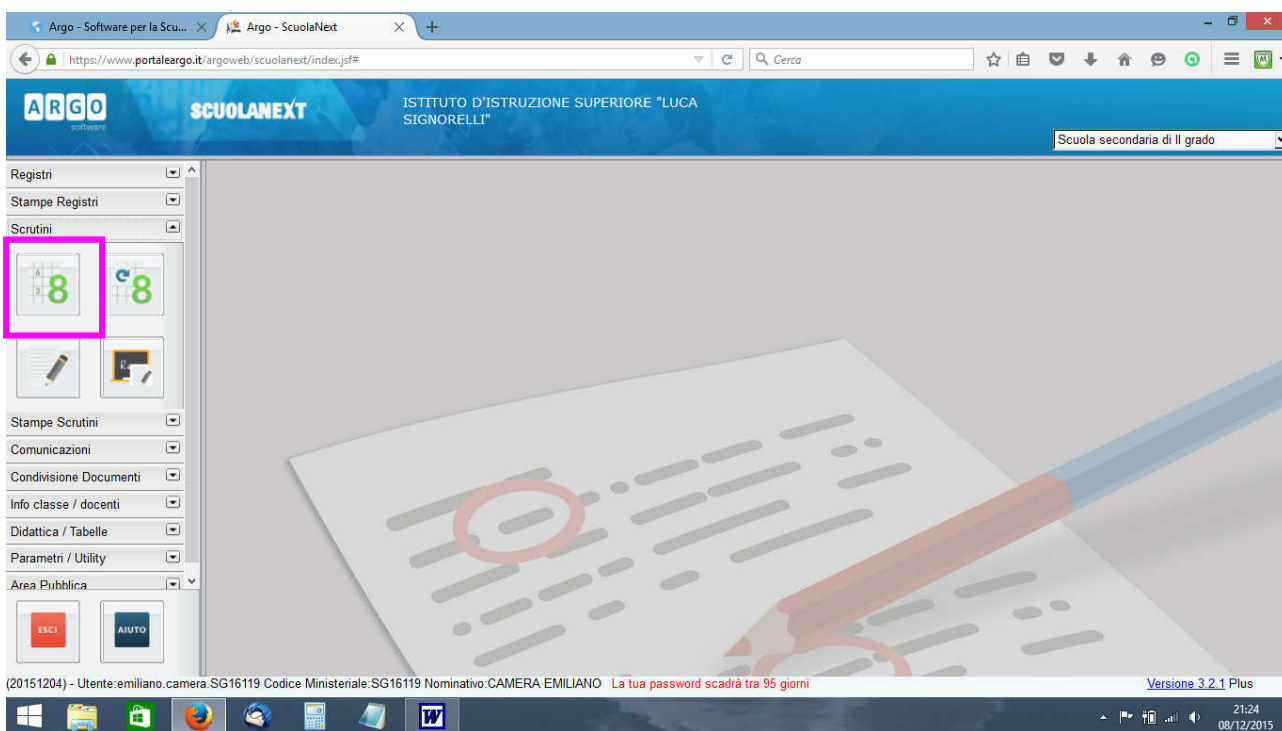 Argo - Software per la Scu...
Argo - ScuolaNext
https://www.portaleargo.it/argoweb/scuolanext/index.jsf#
Cerca
ARGO
software
SCUOLANEXT
ISTITUTO D'ISTRUZIONE SUPERIORE "LUCA
SIGNORELLI"
Scuola secondaria di II grado
Registri
Stampe Registri
Scrutini
6
3
8
8
Stampe Scrutini
Comunicazioni
Condivisione Documenti
Info classe / docenti
Didattica / Tabelle
Parametri / Utility
Area Pubblica
ESCI
AIUTO
(20151204) - Utente:emiliano.camera.SG16119 Codice Ministeriale:SG16119 Nominativo:CAMERA EMILIANO La tua password scadrà tra 95 giorni
Versione 3.2.1 Plus
W
21:24
08/12/2015